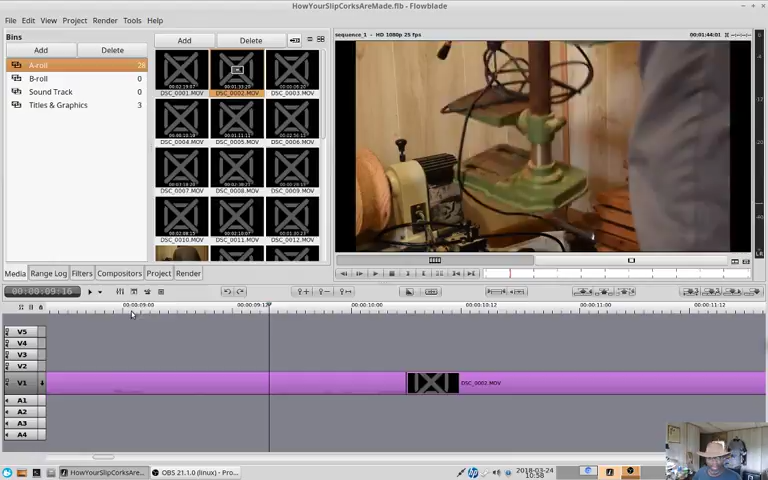 HowYourSlipCorksAreMade.flb - Flowblade
File Edit View Project Render Tools Help
Bins
Add Delete
A-roll 28
B-roll 0
Sound Track 0
Titles & Graphics 3
Add Delete
DSC_0001.MOV DSC_0002.MOV DSC_0003.MOV
DSC_0004.MOV DSC_0005.MOV DSC_0006.MOV
DSC_0007.MOV DSC_0008.MOV DSC_0009.MOV
DSC_0010.MOV DSC_0011.MOV DSC_0012.MOV
sequence_1 - HD 1080p 25 fps
00:01:44:01
Media Range Log Filters Compositors Project Render
00:00:09:16
00:00:09:00 00:00:09:12 00:00:10:00 00:00:10:12 00:00:11:00 00:00:11:12
V5
V4
V3
V2
V1
DSC_0002.MOV
A1
A2
A3
A4
HowYourSlipCorksAre...
OBS 21.1.0 (linux) - Pro...
2018-03-24
10:58